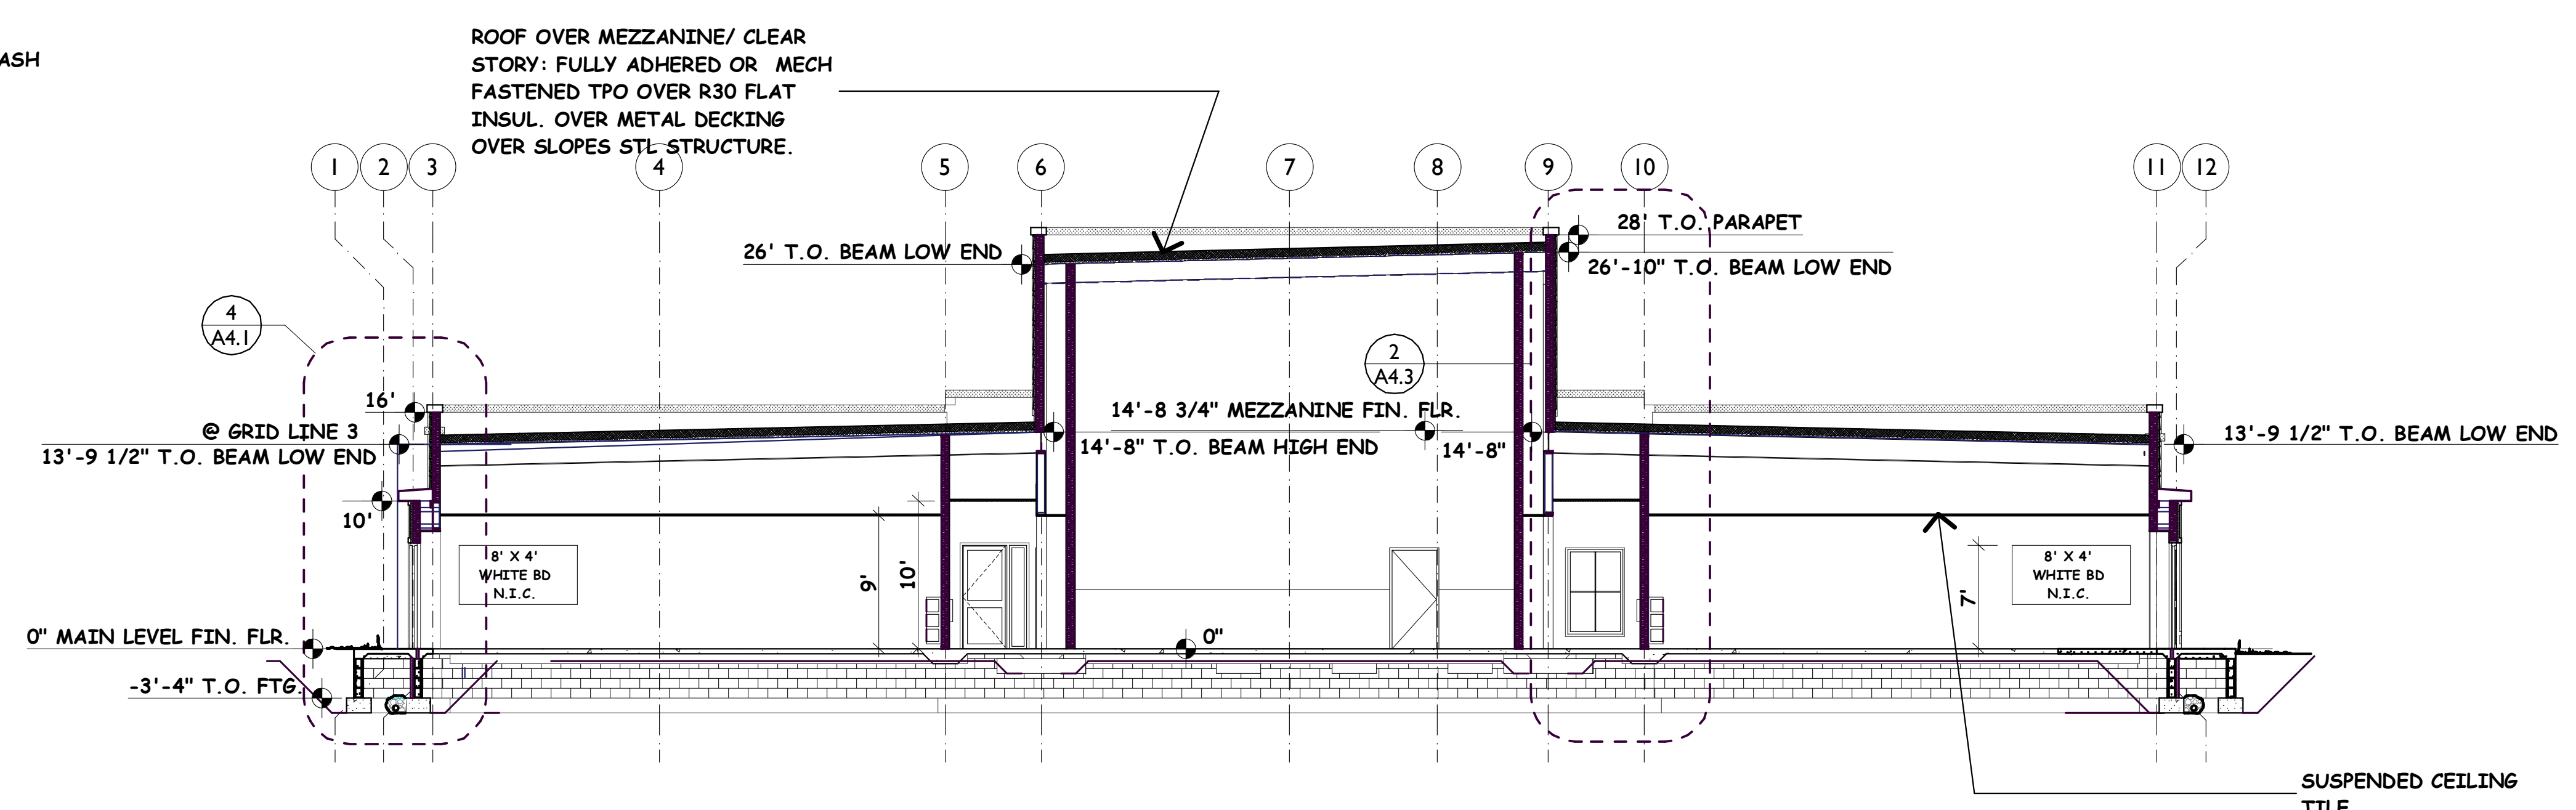 ASH
ROOF OVER MEZZANINE/ CLEAR
STORY: FULLY ADHERED OR MECH
FASTENED TPO OVER R30 FLAT
INSUL. OVER METAL DECKING
OVER SLOPES STL STRUCTURE.
1 2 3 4 5 6 7 8 9 10 11 12
28' T.O. PARAPET
26' T.O. BEAM LOW END
26'-10" T.O. BEAM LOW END
4
A4.1
2
A4.3
16'
14'-8 3/4" MEZZANINE FIN. FLR.
@ GRID LINE 3
13'-9 1/2" T.O. BEAM LOW END
14'-8" T.O. BEAM HIGH END
14'-8"
13'-9 1/2" T.O. BEAM LOW END
10'
8' X 4'
WHITE BD
N.I.C.
9'
10'
7'
8' X 4'
WHITE BD
N.I.C.
0" MAIN LEVEL FIN. FLR.
0"
-3'-4" T.O. FTG.
SUSPENDED CEILING
TILE